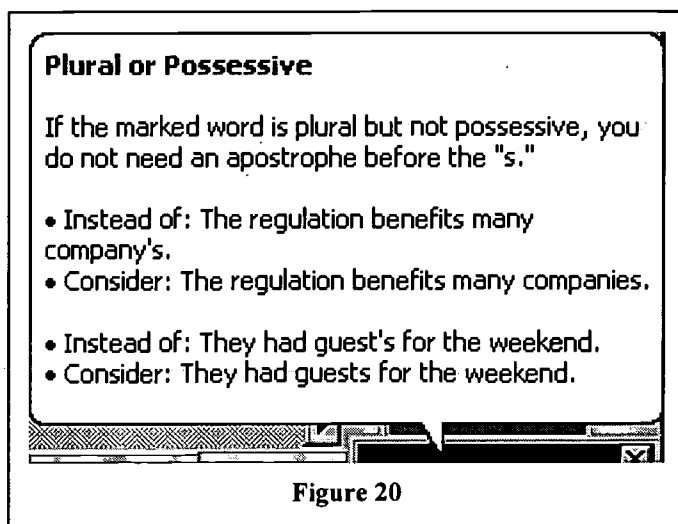 Plural or Possessive
If the marked word is plural but not possessive, you
do not need an apostrophe before the "s."
• Instead of: The regulation benefits many
company's.
• Consider: The regulation benefits many companies.
• Instead of: They had guest's for the weekend.
• Consider: They had guests for the weekend.
Figure 20